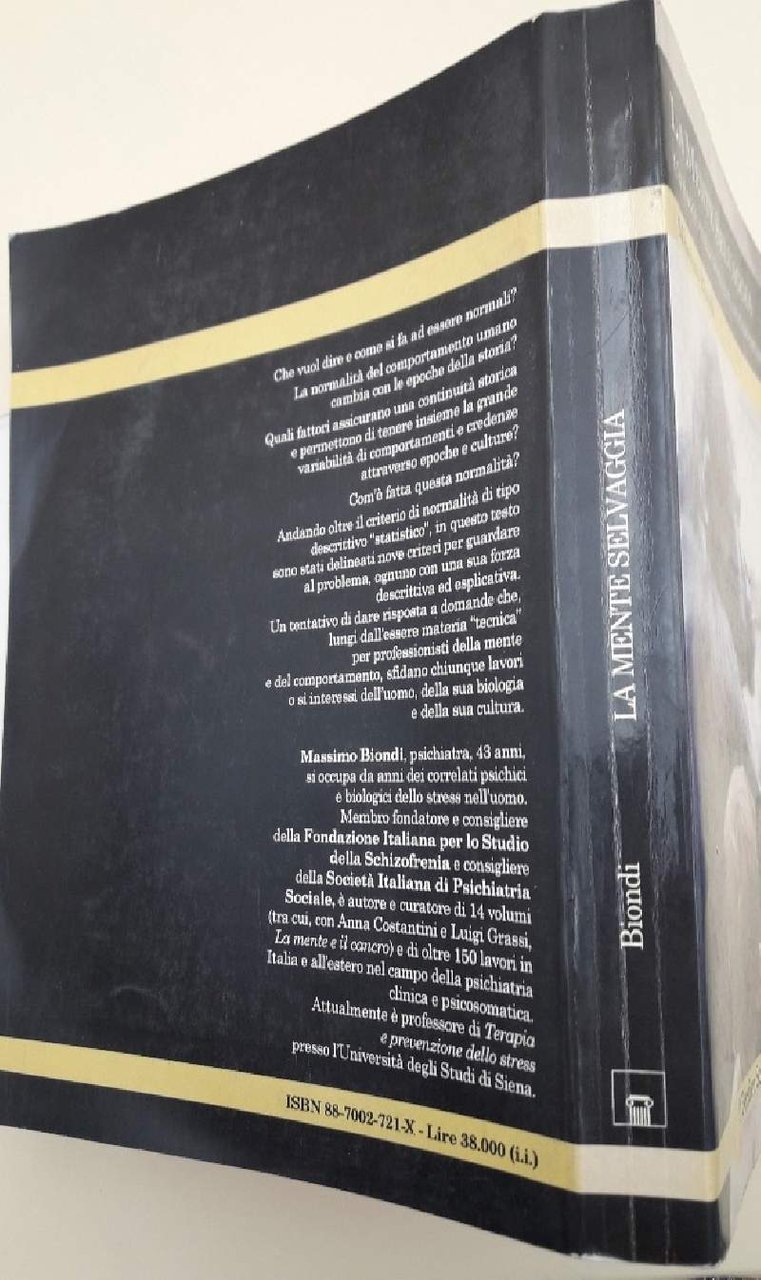 Che vuol dire e come si fa ad essere normali?
La normalità del comportamento umano
cambia con le epoche della storia?
Quali fattori assicurano una continuità storica
e permettono di tenere insieme la grande
variabilità di comportamenti e credenze
attraverso epoche e culture?
Com'è fatta questa normalità?
Andando oltre il criterio di normalità di tipo
descrittivo "statistico", in questo testo
sono stati delineati nove criteri per guardare
al problema, ognuno con una sua forza
descrittiva ed esplicativa.
Un tentativo di dare risposta a domande che,
lungi dall'essere materia "tecnica"
per professionisti della mente
e del comportamento, sfidano chiunque lavori
o si interessi dell'uomo, della sua biologia
e della sua cultura.
Massimo Biondi, psichiatra, 43 anni,
si occupa da anni dei correlati psichici
e biologici dello stress nell'uomo.
Membro fondatore e consigliere
della Fondazione Italiana per lo Studio
della Schizofrenia e consigliere
della Società Italiana di Psichiatria
Sociale, è autore e curatore di 14 volumi
(tra cui, con Anna Costantini e Luigi Grassi,
La mente e il cancro) e di oltre 150 lavori in
Italia e all'estero nel campo della psichiatria
clinica e psicosomatica.
Attualmente è professore di Terapia
e prevenzione dello stress
presso l'Università degli Studi di Siena.
ISBN 88-7002-721-X - Lire 38.000 (i.i.)
Biondi
LA MENTE SELVAGGIA